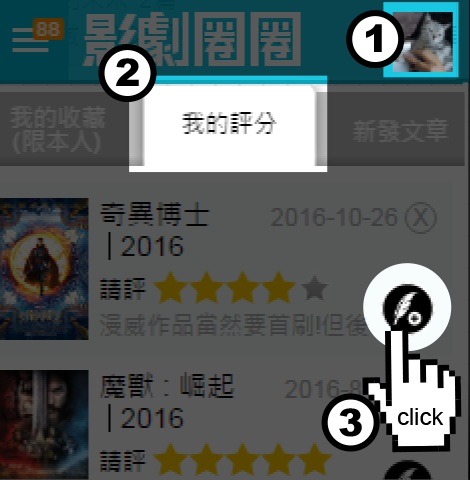 88
影劇圈圈
1
2
我的收藏
(限本人)
我的評分
新發文章
奇異博士
| 2016
2016-10-26 X
請評
漫威作品當然要首刷!但後
魔獸：崛起
| 2016
2016-8
請評
3
click